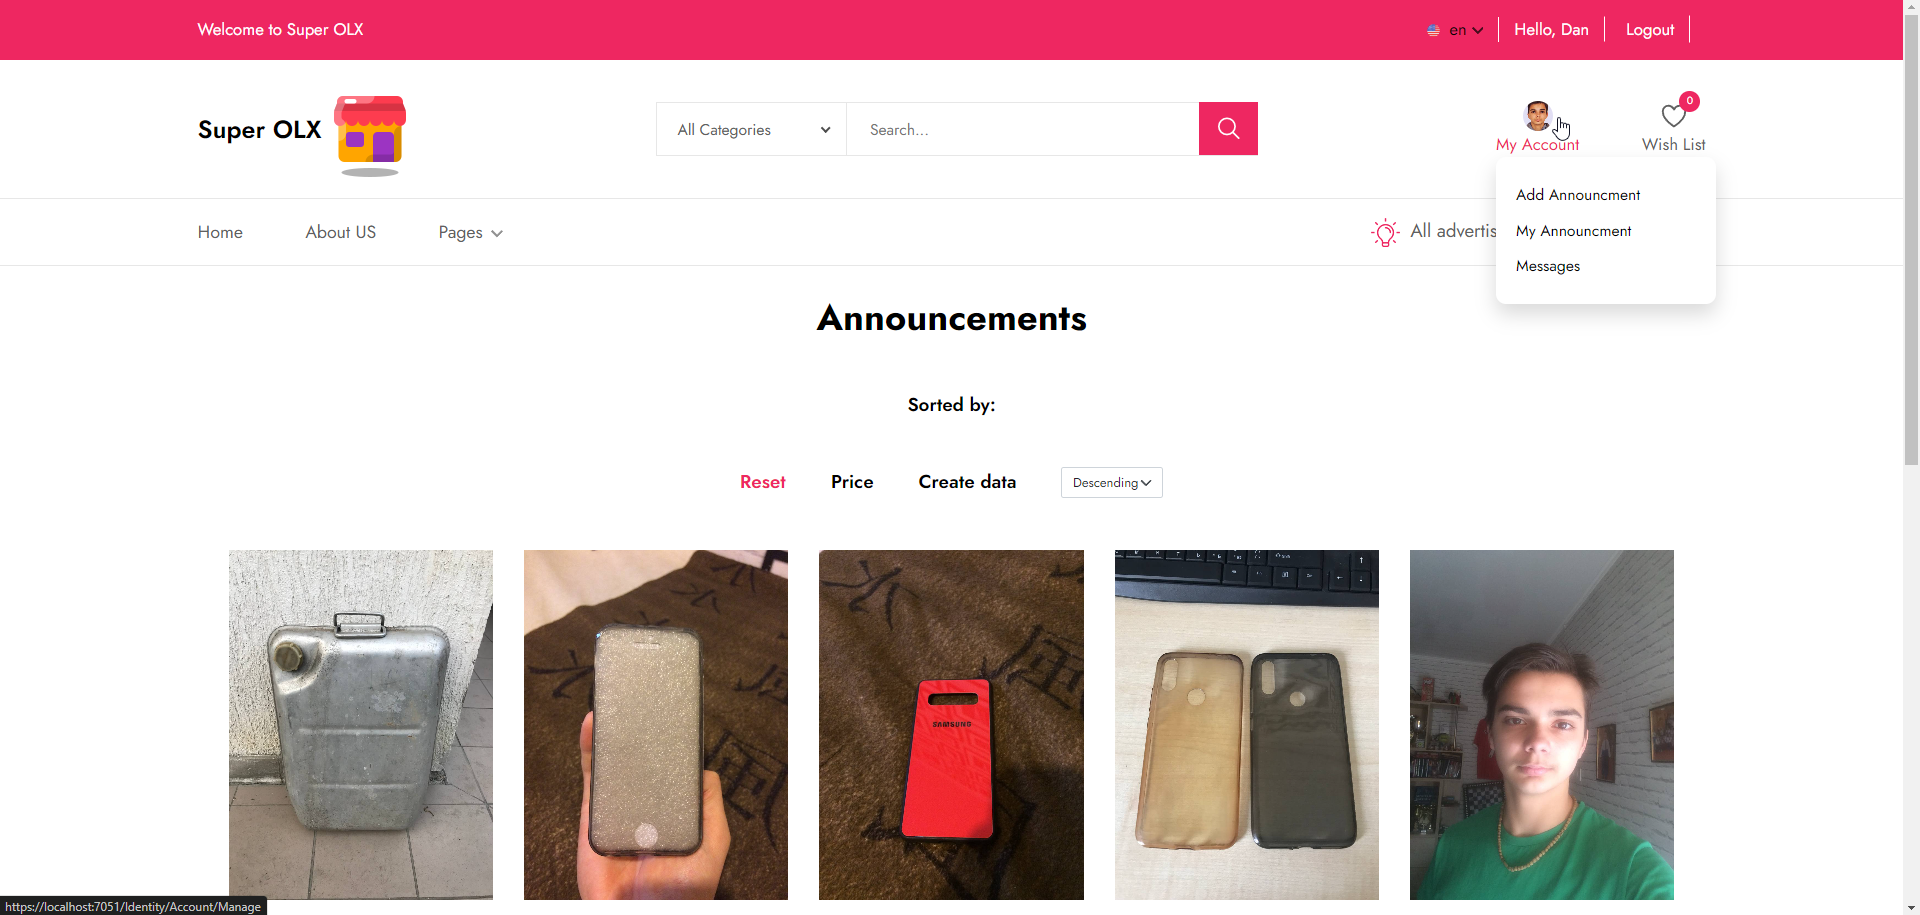 Welcome to Super OLX
en
Hello, Dan
Logout
Super OLX
All Categories
Search...
0
My Account
Wish List
Add Announcment
My Announcment
Messages
Home
About US
Pages
All advertis
Announcements
Sorted by:
Reset
Price
Create data
Descending
SAMSUNG
https://localhost:7051/Identity/Account/Manage